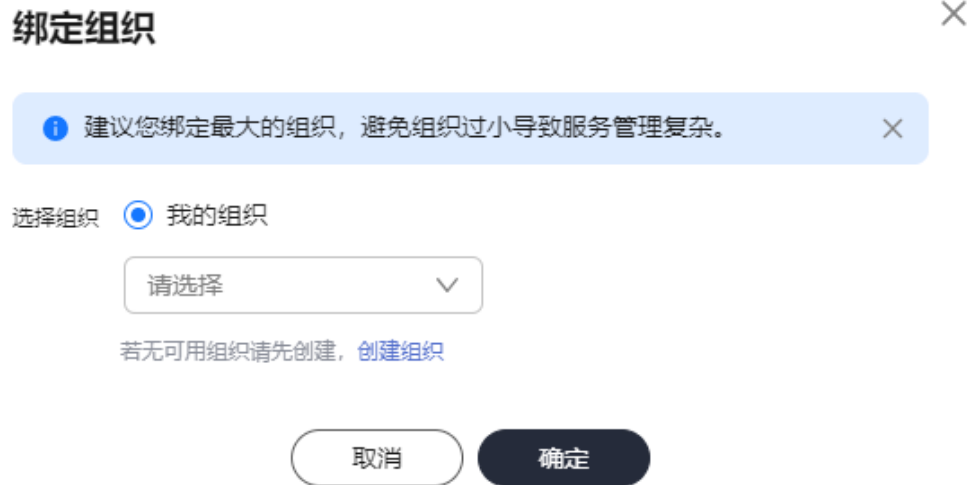 绑定组织
建议您绑定最大的组织，避免组织过小导致服务管理复杂。
选择组织 我的组织
请选择
若无可用组织请先创建，创建组织
取消 确定